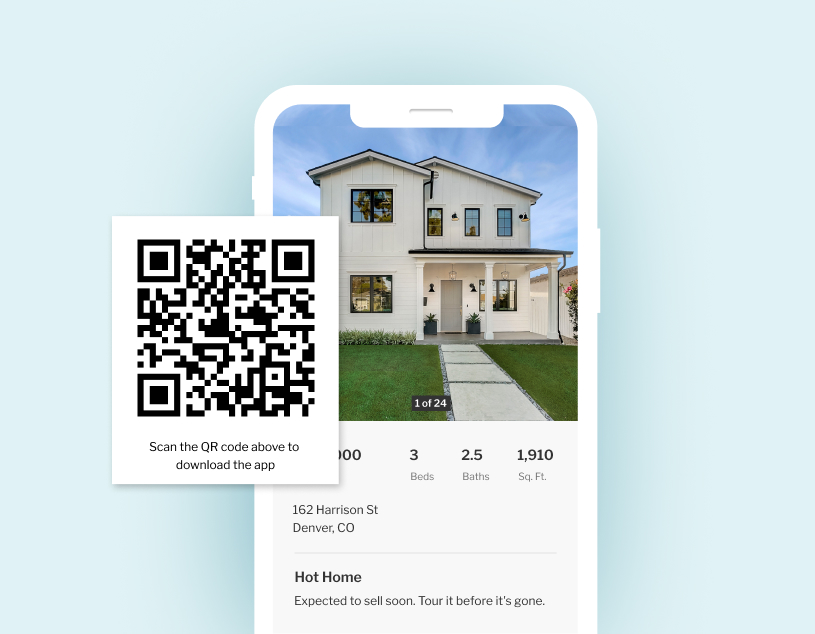 1 of 24
Scan the QR code above to
download the app
000 3 2.5 1,910
Beds Baths Sq. Ft.
162 Harrison St
Denver, CO
Hot Home
Expected to sell soon. Tour it before it's gone.